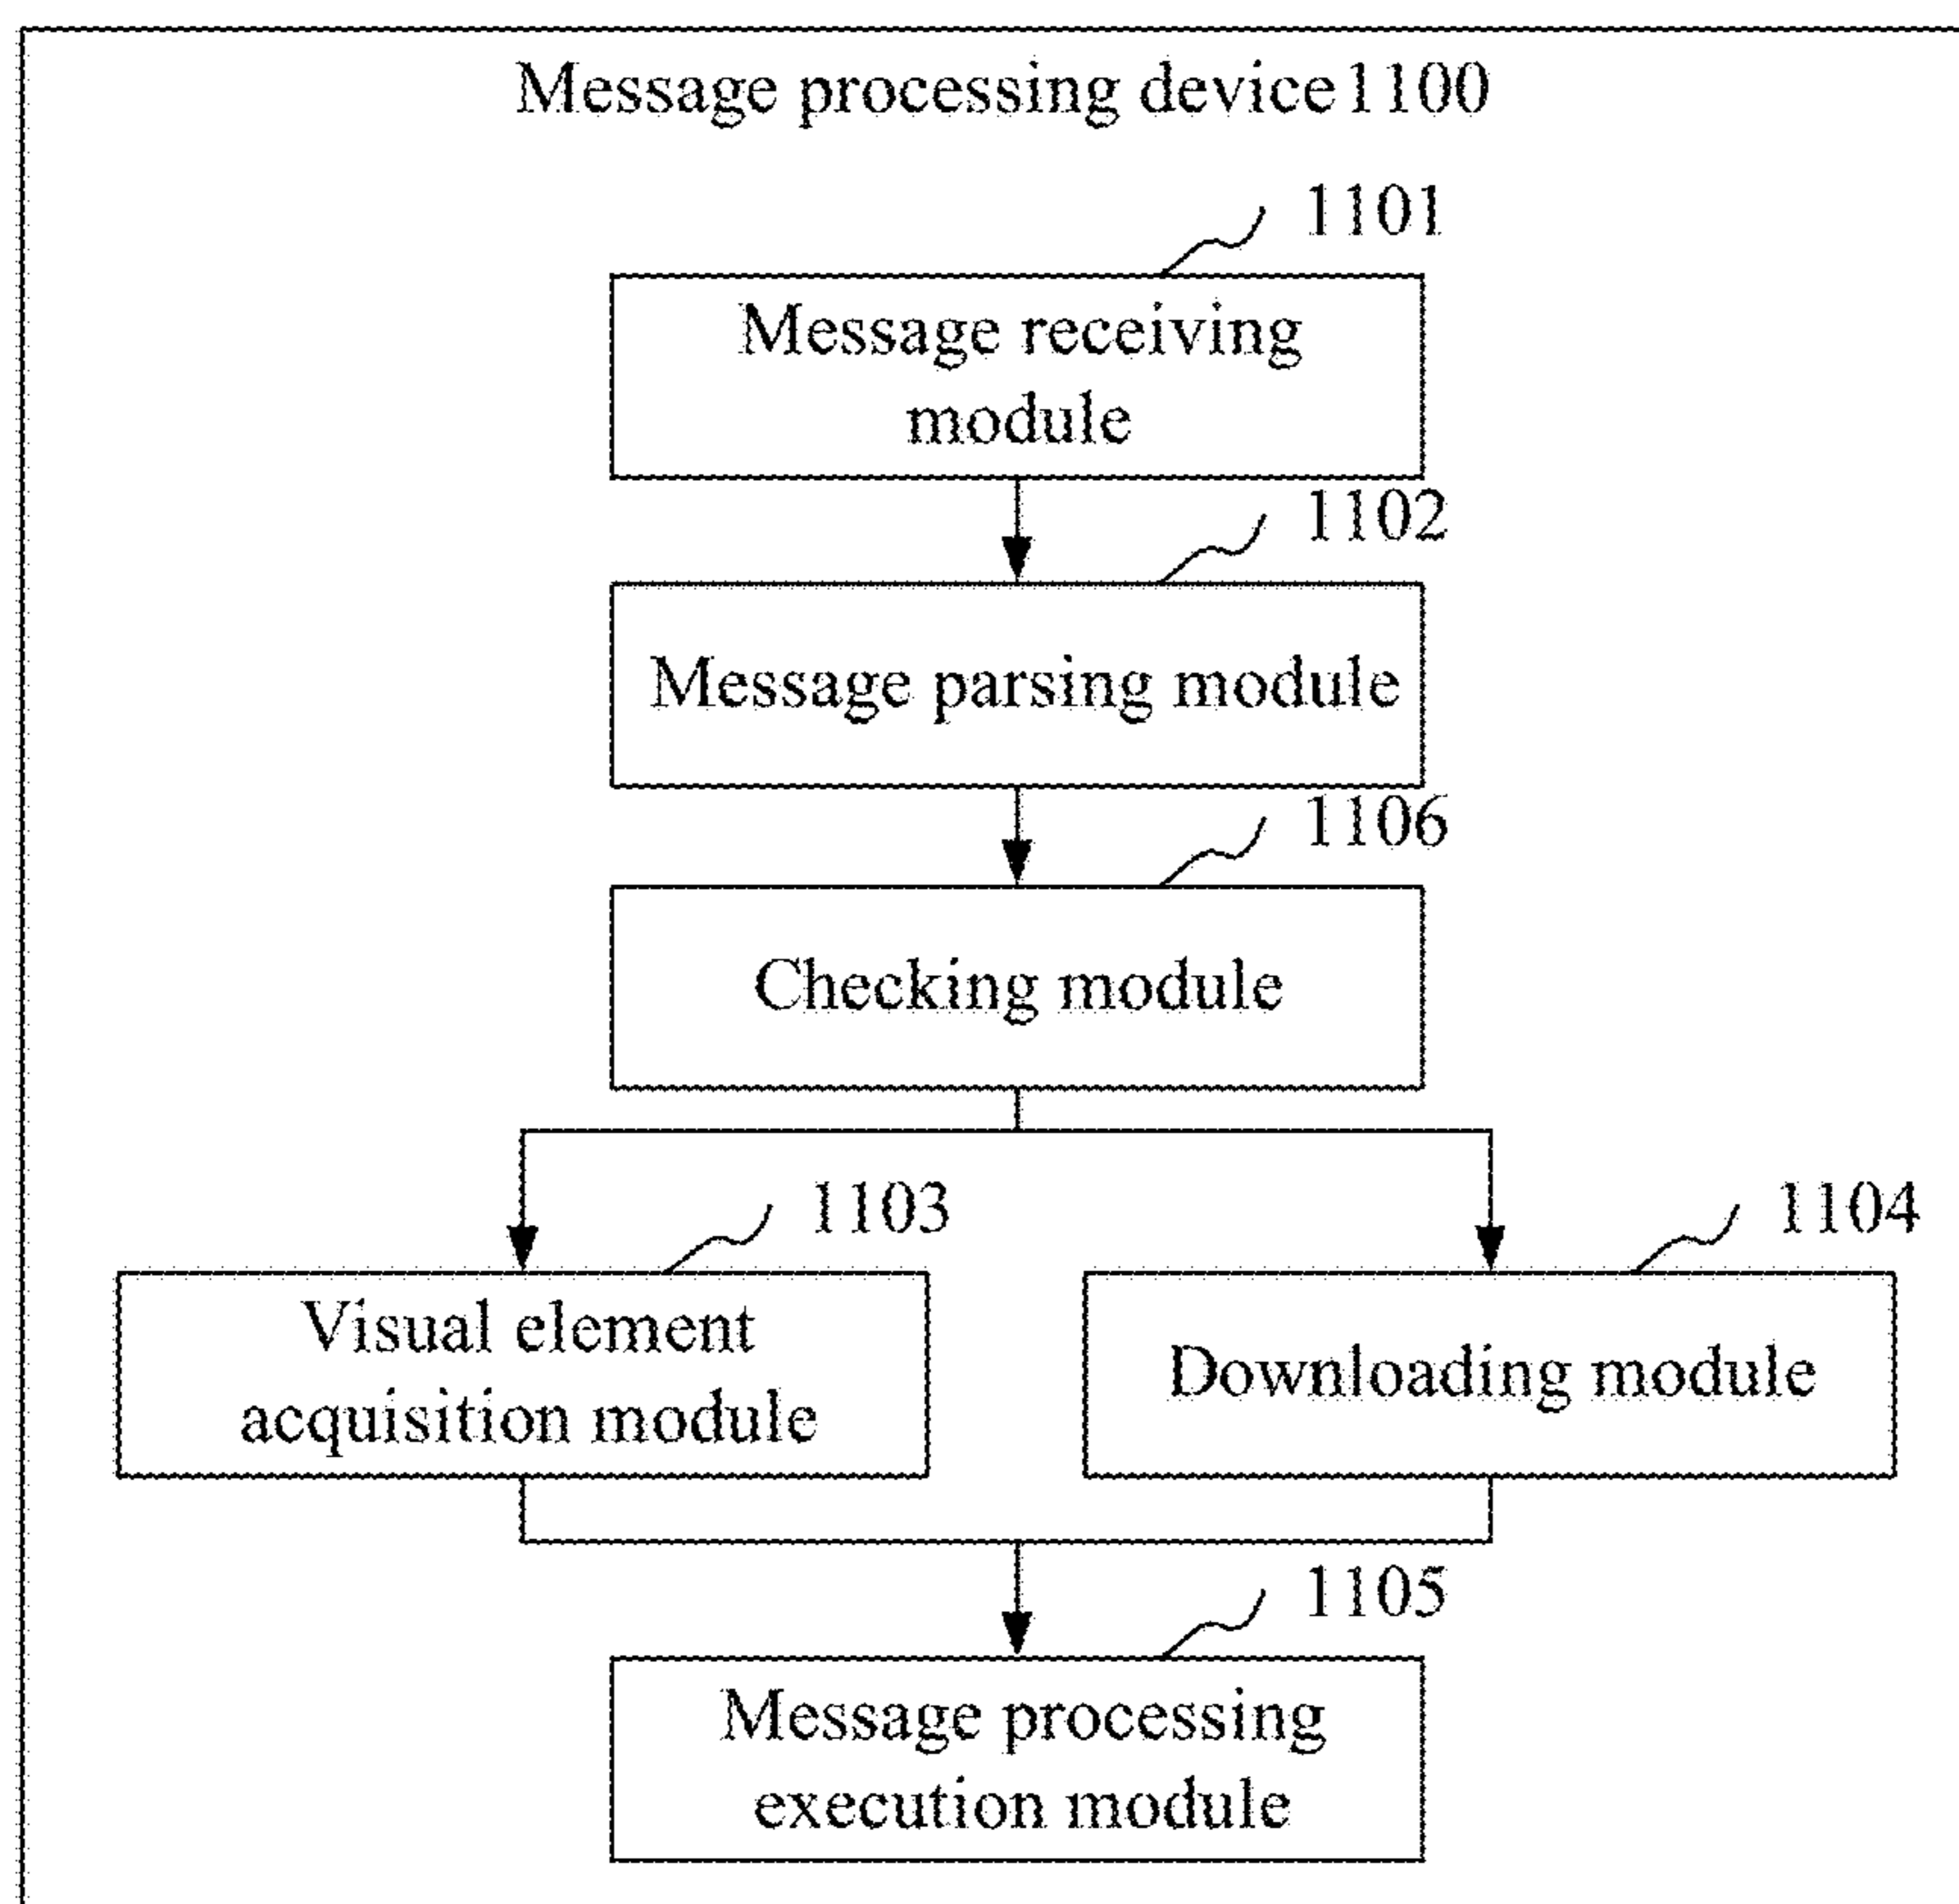 Message processing device 1100
1101
Message receiving
module
1102
Message parsing module
1106
Checking module
1103
1104
Visual element
acquisition module
Downloading module
1105
Message processing
execution module